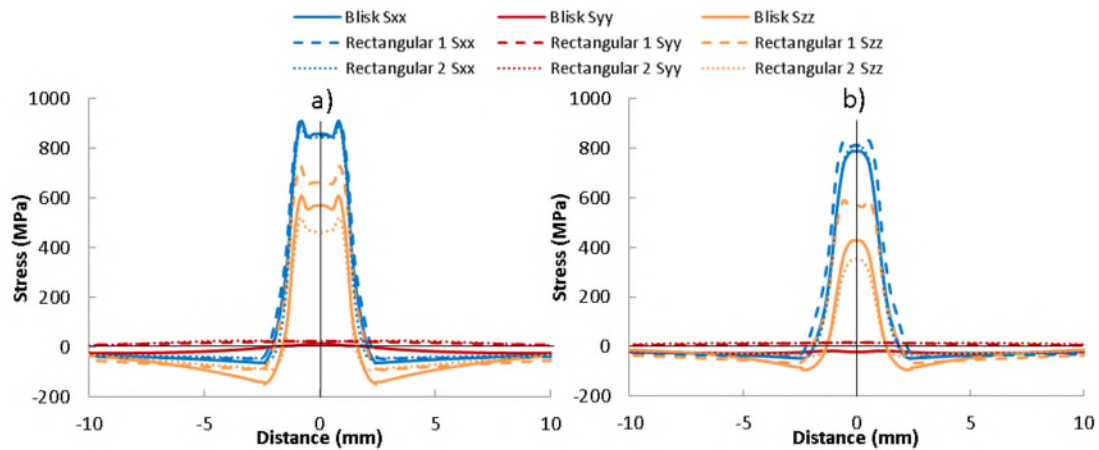 Blisk Sxx Blisk Syy Blisk Szz
Rectangular 1 Sxx Rectangular 1 Syy Rectangular 1 Szz
Rectangular 2 Sxx Rectangular 2 Syy Rectangular 2 Szz
a)
1000
800
600
400
200
0
-200
Stress (MPa)
-10 -5 0 5 10
Distance (mm)
b)
1000
800
600
400
200
0
-200
Stress (MPa)
-10 -5 0 5 10
Distance (mm)